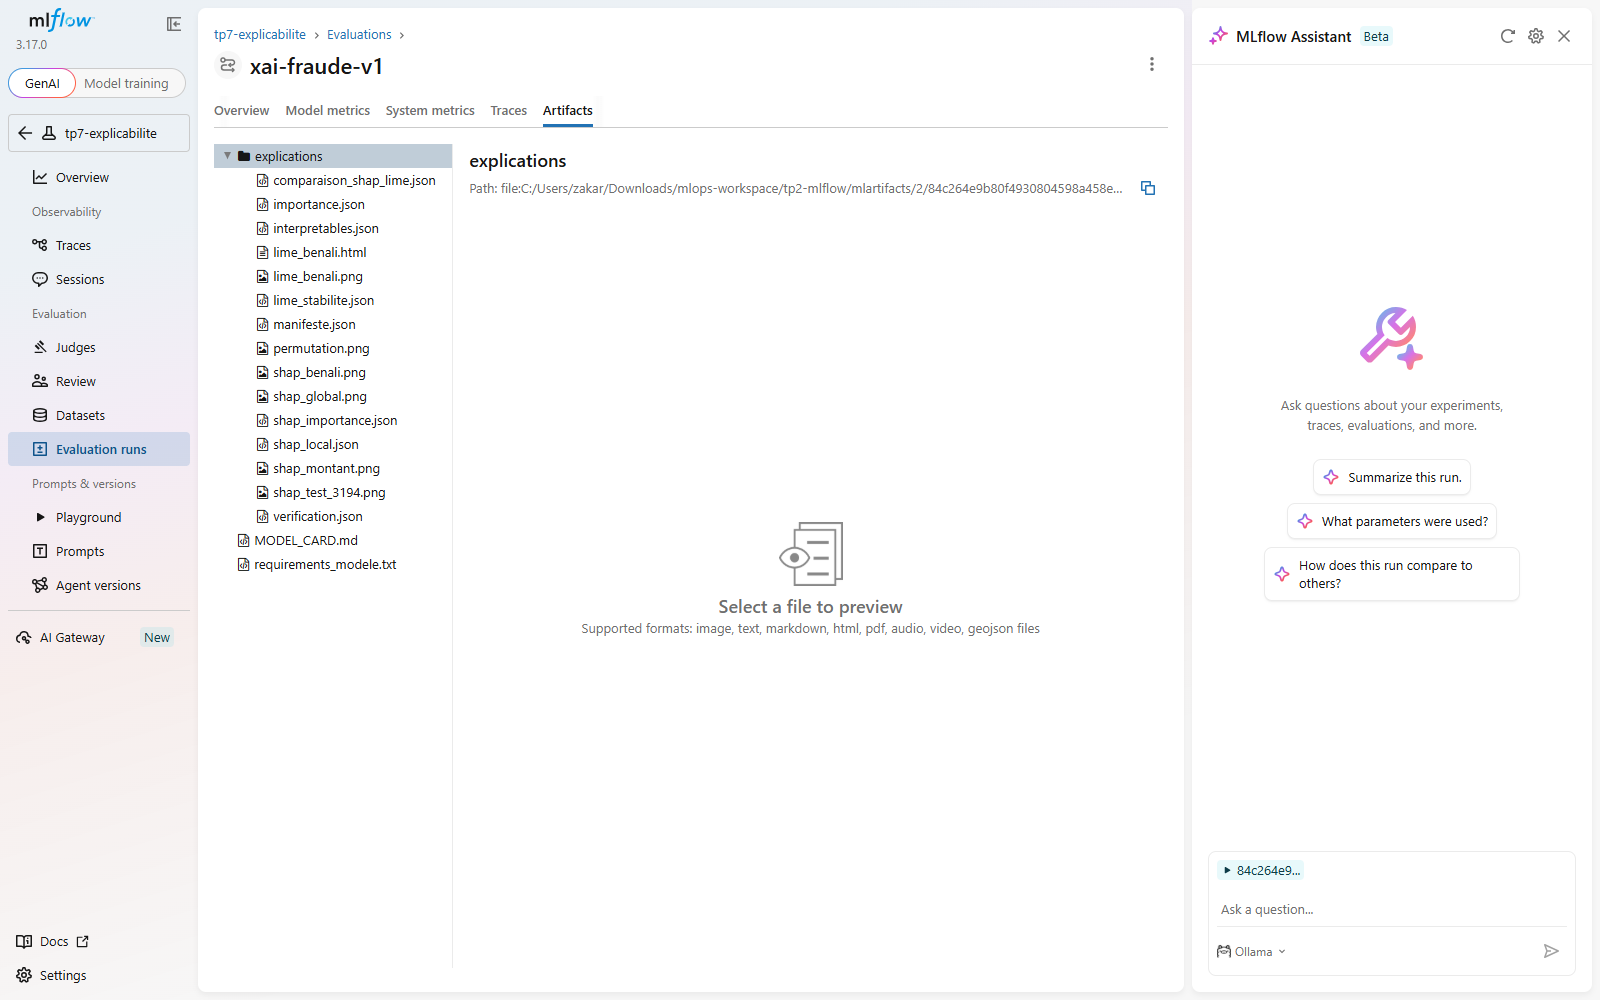 mlflow
3.17.0
GenAI
Model training
tp7-explicabilite
Overview
Observability
Traces
Sessions
Evaluation
Judges
Review
Datasets
Evaluation runs
Prompts & versions
Playground
Prompts
Agent versions
AI Gateway
New
Docs
Settings
tp7-explicabilite › Evaluations ›
xai-fraude-v1
Overview
Model metrics
System metrics
Traces
Artifacts
explications
comparaison_shap_lime.json
importance.json
interpretables.json
lime_benali.html
lime_benali.png
lime_stabilite.json
manifeste.json
permutation.png
shap_benali.png
shap_global.png
shap_importance.json
shap_local.json
shap_montant.png
shap_test_3194.png
verification.json
MODEL_CARD.md
requirements_modele.txt
explications
Path: file:C:/Users/zakar/Downloads/mlops-workspace/tp2-mlflow/mlartifacts/2/84c264e9b80f4930804598a458e...
Select a file to preview
Supported formats: image, text, markdown, html, pdf, audio, video, geojson files
MLflow Assistant
Beta
Ask questions about your experiments,
traces, evaluations, and more.
Summarize this run.
What parameters were used?
How does this run compare to
others?
84c264e9...
Ask a question...
Ollama